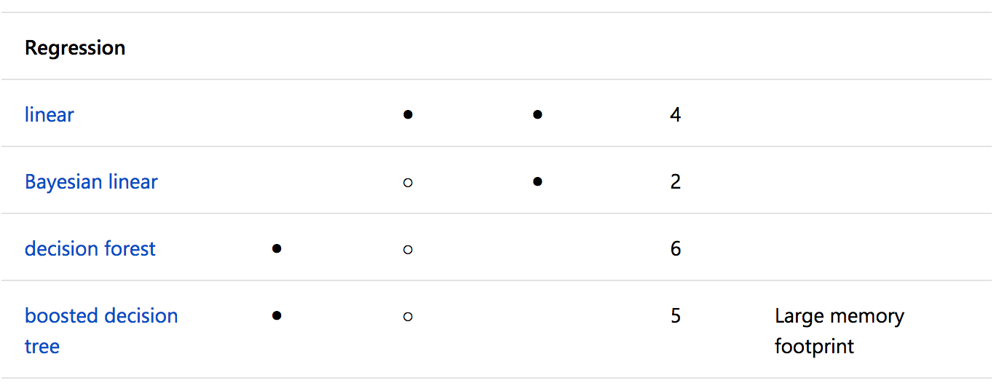 Regression
linear ● ● 4
Bayesian linear ○ ● 2
decision forest ● ○ 6
boosted decision ● ○ 5 Large memory
tree footprint